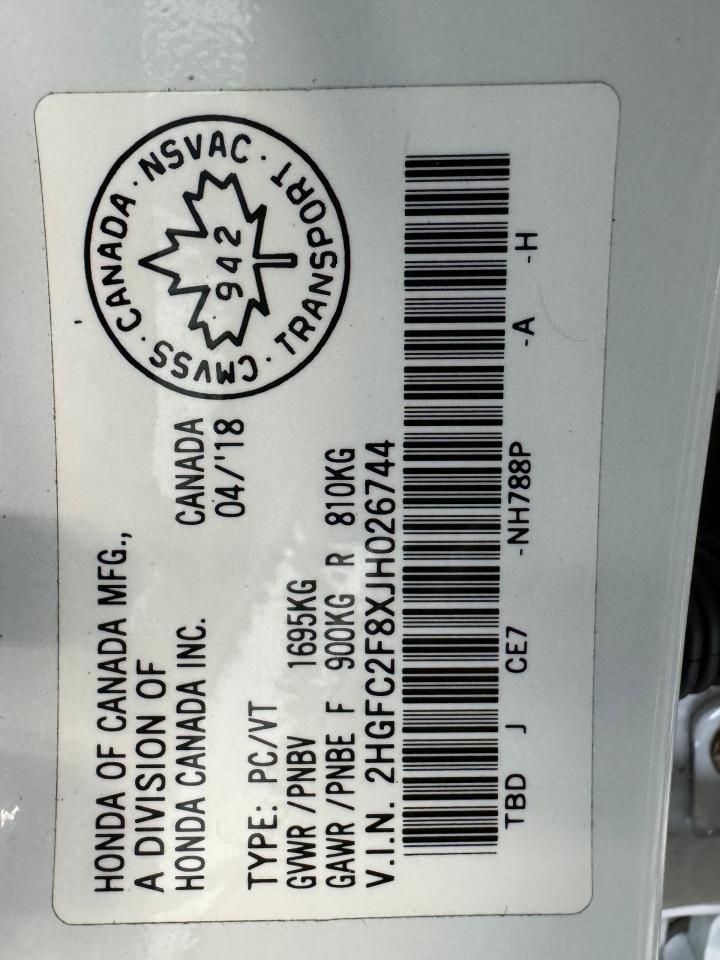 HONDA OF CANADA MFG.,
A DIVISION OF
HONDA CANADA INC.
CANADA
04/'18
CMVSS · CANADA · NSVAC · TRANSPORT ·
942
TYPE: PC/VT
GVWR /PNBV 1695KG
GAWR /PNBE F 900KG R 810KG
V.I.N. 2HGFC2F8XJH026744
TBD J CE7 -NH788P -A -H